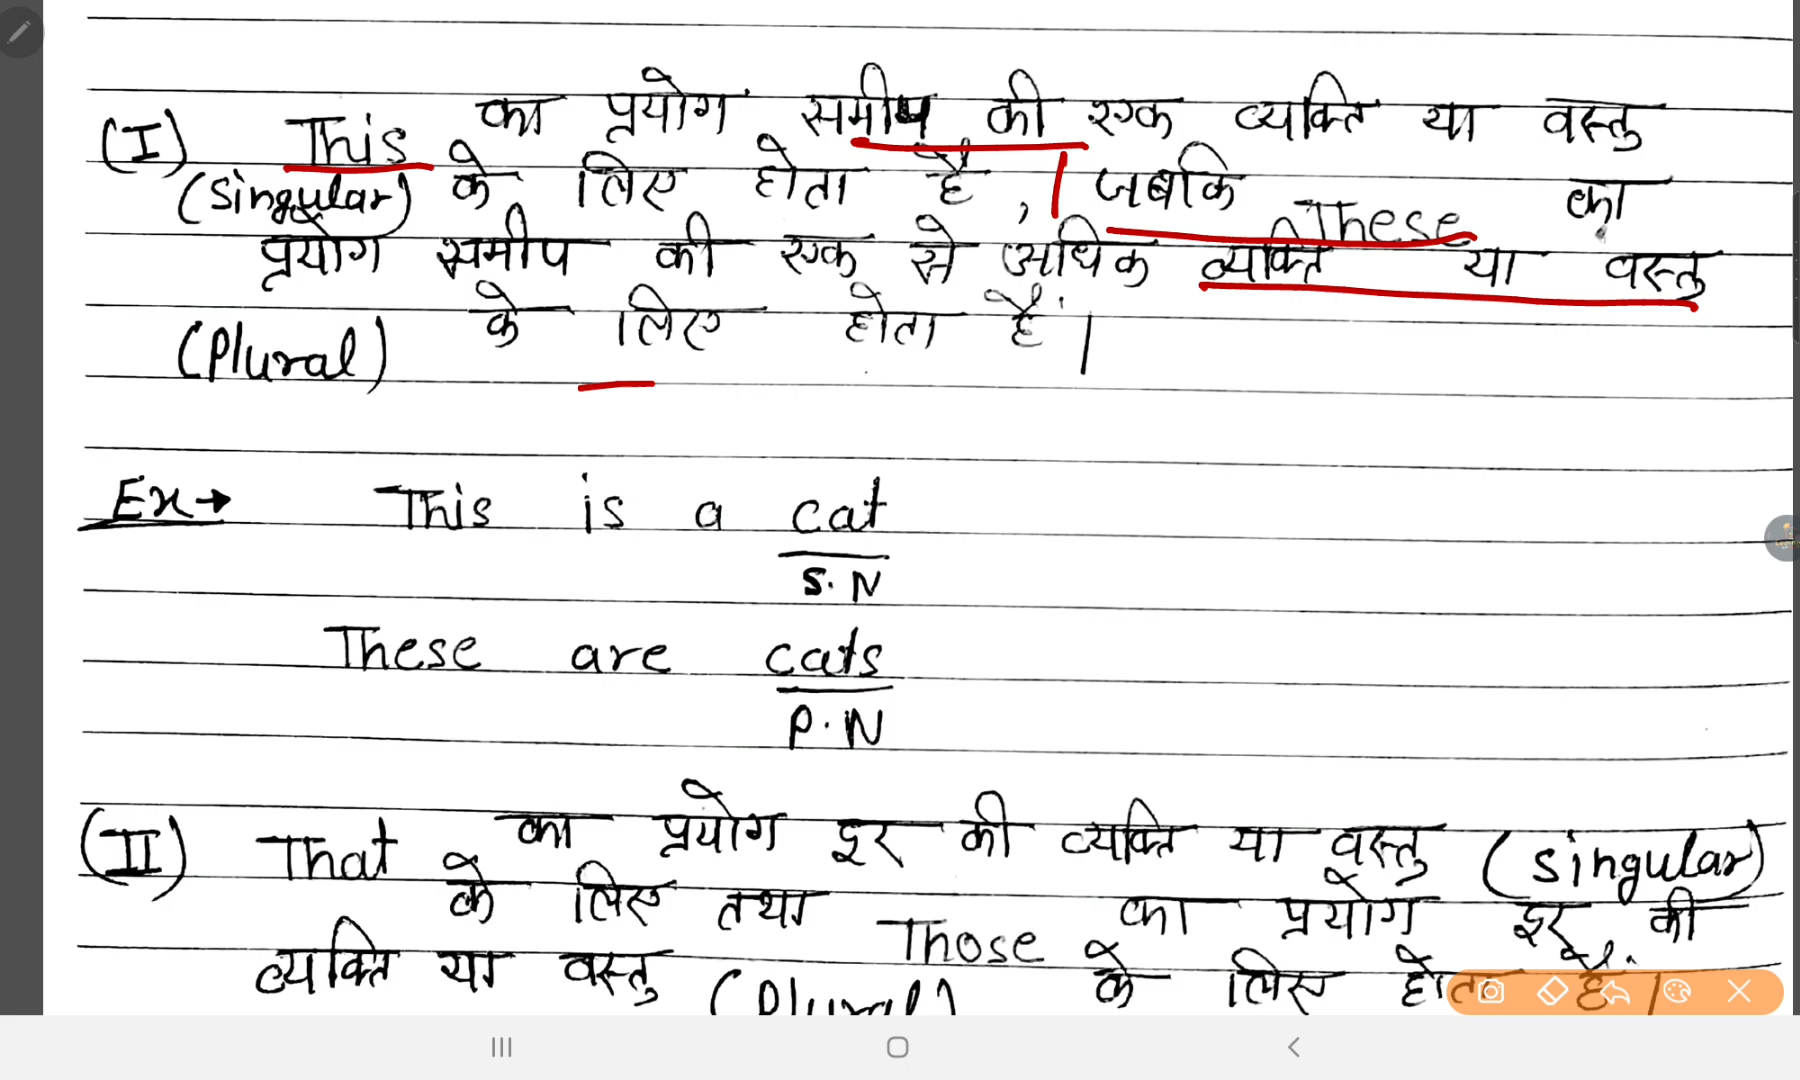 (I) This का प्रयोग समीप की एक व्यक्ति या वस्तु
(Singular) के लिए होता है, | जबकि These का
प्रयोग समीप की एक से अधिक व्यक्ति या वस्तु
(Plural) के लिए होता है।
Ex→ This is a cat
S.N
These are cats
P.N
(II) That का प्रयोग दूर की व्यक्ति या वस्तु (Singular)
के लिए तथा Those का प्रयोग दूर की
व्यक्ति या वस्तु (Plural) के लिए होता है।